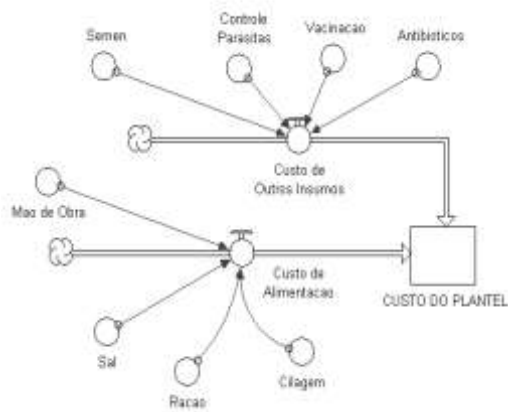 Semen
Controle
Parasitas
Vacinacao
Antibioticos
Custo de
Outros Insumos
Mao de Obra
Custo de
Alimentacao
CUSTO DO PLANTEL
Sal
Racao
Cilagem